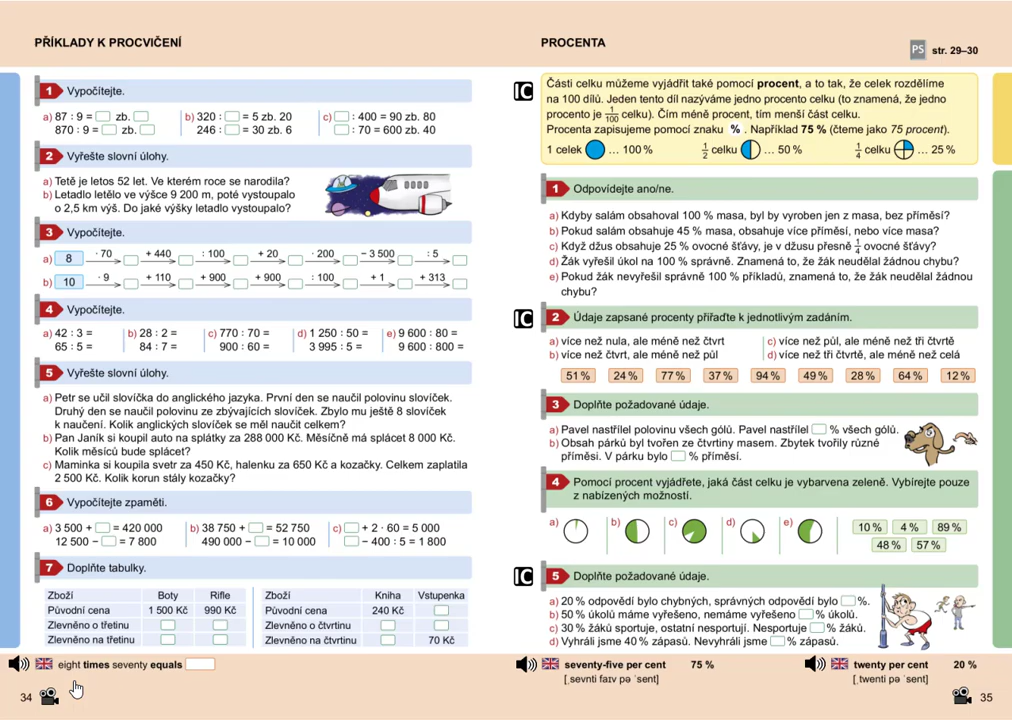 PŘÍKLADY K PROCVIČENÍ
1 Vypočítejte.
a) 87 : 9 = zb.
870 : 9 = zb.
b) 320 : = 5 zb. 20
246 : = 30 zb. 6
c) : 400 = 90 zb. 80
: 70 = 600 zb. 40
2 Vyřešte slovní úlohy.
a) Tetě je letos 52 let. Ve kterém roce se narodila?
b) Letadlo letělo ve výšce 9 200 m, poté vystoupalo
o 2,5 km výš. Do jaké výšky letadlo vystoupalo?
3 Vypočítejte.
a) 8 · 70 + 440 : 100 + 20 · 200 − 3 500 : 5
b) 10 · 9 + 110 + 900 + 900 : 100 + 1 + 313
4 Vypočítejte.
a) 42 : 3 =
65 : 5 =
b) 28 : 2 =
84 : 7 =
c) 770 : 70 =
900 : 60 =
d) 1 250 : 50 =
3 995 : 5 =
e) 9 600 : 80 =
9 600 : 800 =
5 Vyřešte slovní úlohy.
a) Petr se učil slovíčka do anglického jazyka. První den se naučil polovinu slovíček.
Druhý den se naučil polovinu ze zbývajících slovíček. Zbylo mu ještě 8 slovíček
k naučení. Kolik anglických slovíček se měl naučit celkem?
b) Pan Janík si koupil auto na splátky za 288 000 Kč. Měsíčně má splácet 8 000 Kč.
Kolik měsíců bude splácet?
c) Maminka si koupila svetr za 450 Kč, halenku za 650 Kč a kozačky. Celkem zaplatila
2 500 Kč. Kolik korun stály kozačky?
6 Vypočítejte zpaměti.
a) 3 500 + = 420 000
12 500 − = 7 800
b) 38 750 + = 52 750
490 000 − = 10 000
c) + 2 · 60 = 5 000
− 400 : 5 = 1 800
7 Doplňte tabulky.
Zboží Boty Rifle
Původní cena 1 500 Kč 990 Kč
Zlevněno o třetinu
Zlevněno na třetinu
Zboží Kniha Vstupenka
Původní cena 240 Kč
Zlevněno o čtvrtinu
Zlevněno na čtvrtinu 70 Kč
eight times seventy equals
34
PROCENTA
PS str. 29–30
Části celku můžeme vyjádřit také pomocí procent, a to tak, že celek rozdělíme
na 100 dílů. Jeden tento díl nazýváme jedno procento celku (to znamená, že jedno
procento je 1/100 celku). Čím méně procent, tím menší část celku.
Procenta zapisujeme pomocí znaku % . Například 75 % (čteme jako 75 procent).
1 celek … 100 % 1/2 celku … 50 % 1/4 celku … 25 %
1 Odpovídejte ano/ne.
a) Kdyby salám obsahoval 100 % masa, byl by vyroben jen z masa, bez příměsí?
b) Pokud salám obsahuje 45 % masa, obsahuje více příměsí, nebo více masa?
c) Když džus obsahuje 25 % ovocné šťávy, je v džusu přesně 1/4 ovocné šťávy?
d) Žák vyřešil úkol na 100 % správně. Znamená to, že žák neudělal žádnou chybu?
e) Pokud žák nevyřešil správně 100 % příkladů, znamená to, že žák neudělal žádnou
chybu?
2 Údaje zapsané procenty přiřaďte k jednotlivým zadáním.
a) více než nula, ale méně než čtvrt
b) více než čtvrt, ale méně než půl
c) více než půl, ale méně než tři čtvrtě
d) více než tři čtvrtě, ale méně než celá
51 % 24 % 77 % 37 % 94 % 49 % 28 % 64 % 12 %
3 Doplňte požadované údaje.
a) Pavel nastřílel polovinu všech gólů. Pavel nastřílel % všech gólů.
b) Obsah párků byl tvořen ze čtvrtiny masem. Zbytek tvořily různé
příměsi. V párku bylo % příměsí.
4 Pomocí procent vyjádřete, jaká část celku je vybarvena zeleně. Vybírejte pouze
z nabízených možností.
a) b) c) d) e)
10 % 4 % 89 %
48 % 57 %
5 Doplňte požadované údaje.
a) 20 % odpovědí bylo chybných, správných odpovědí bylo %.
b) 50 % úkolů máme vyřešeno, nemáme vyřešeno % úkolů.
c) 30 % žáků sportuje, ostatní nesportují. Nesportuje % žáků.
d) Vyhráli jsme 40 % zápasů. Nevyhráli jsme % zápasů.
seventy-five per cent 75 %
[ˌsevnti faɪv pə ˈsent]
twenty per cent 20 %
[ˌtwenti pə ˈsent]
35